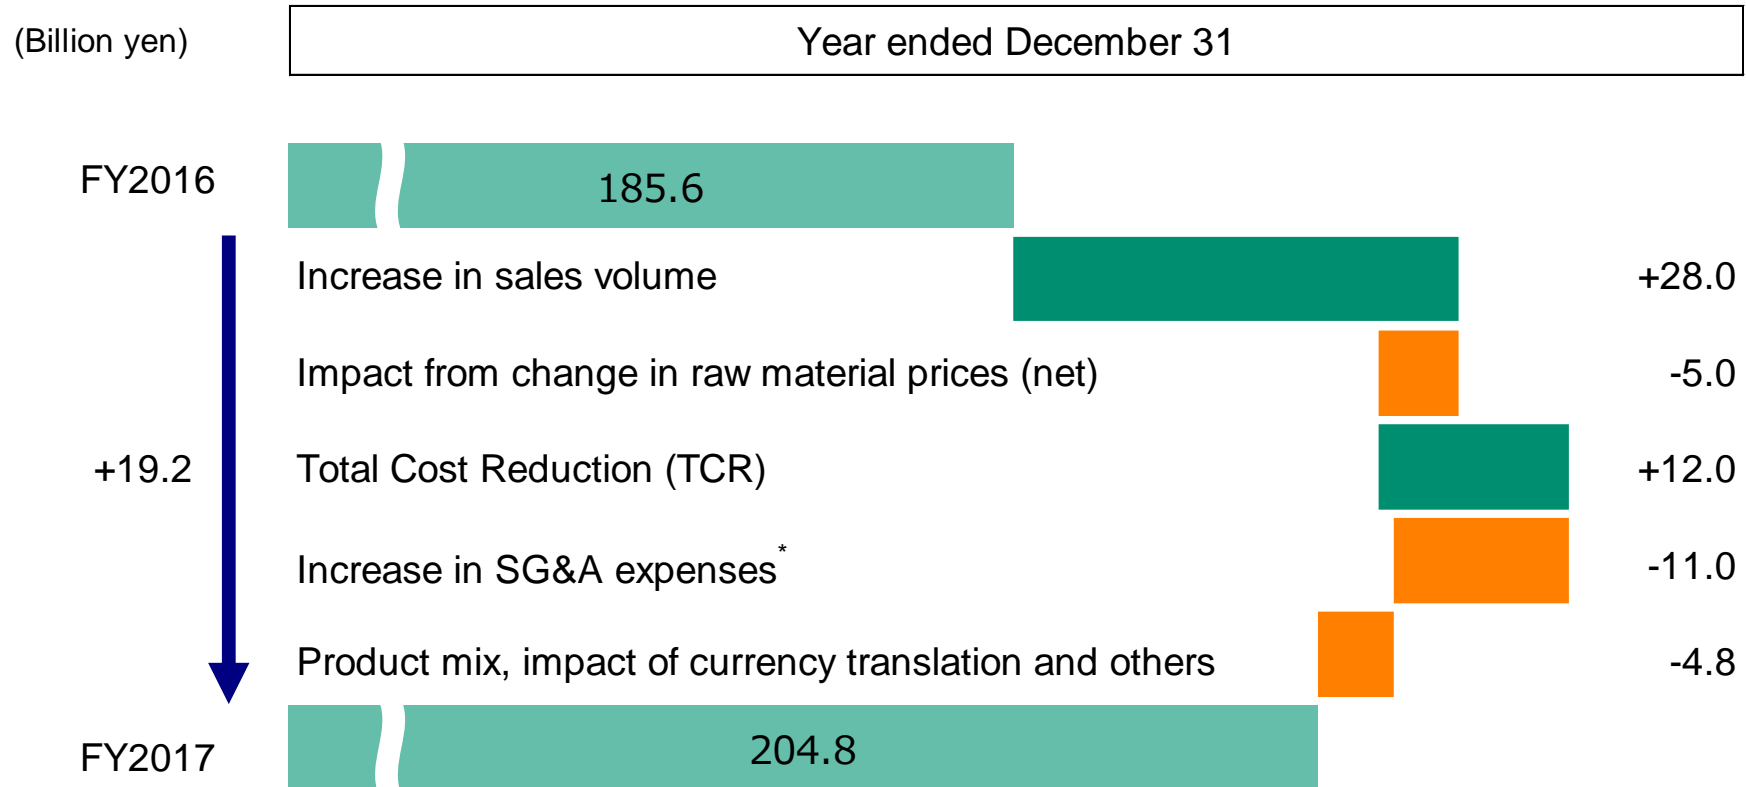 (Billion yen) Year ended December 31
FY2016 185.6
Increase in sales volume +28.0
Impact from change in raw material prices (net) -5.0
+19.2 Total Cost Reduction (TCR) +12.0
Increase in SG&A expenses* -11.0
Product mix, impact of currency translation and others -4.8
FY2017 204.8